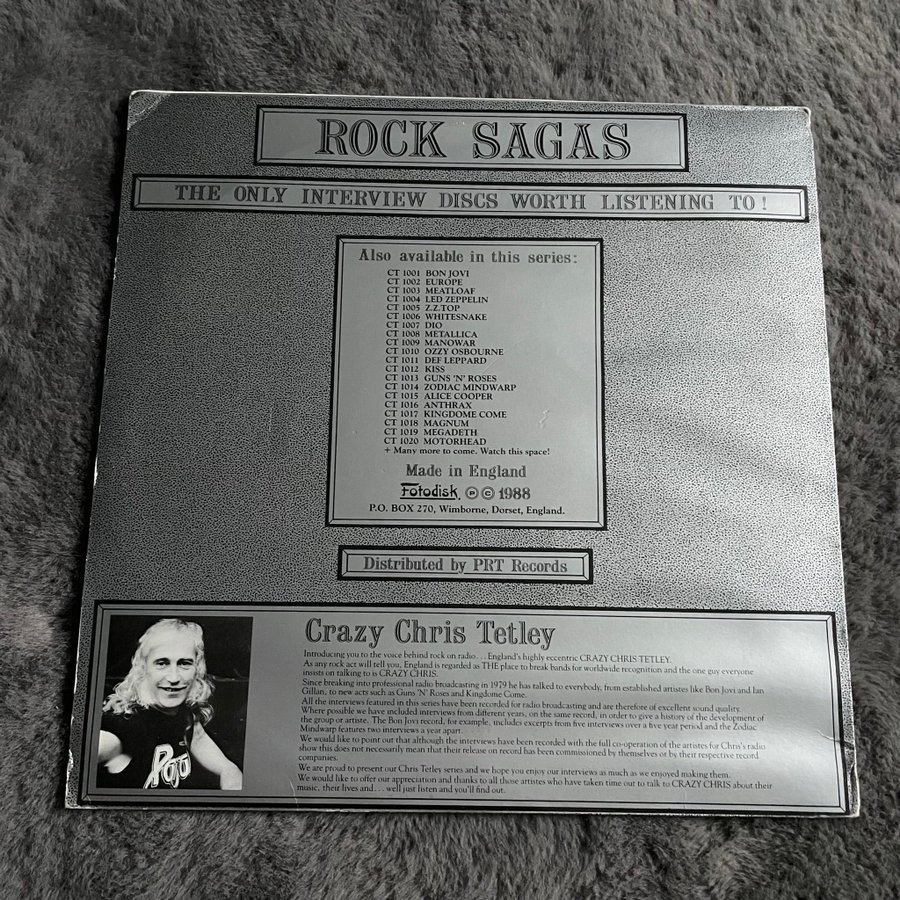 ROCK SAGAS
THE ONLY INTERVIEW DISCS WORTH LISTENING TO!
Also available in this series:
CT 1001 BON JOVI
CT 1002 EUROPE
CT 1003 MEATLOAF
CT 1004 LED ZEPPELIN
CT 1005 Z.Z.TOP
CT 1006 WHITESNAKE
CT 1007 DIO
CT 1008 METALLICA
CT 1009 MANOWAR
CT 1010 OZZY OSBOURNE
CT 1011 DEF LEPPARD
CT 1012 KISS
CT 1013 GUNS 'N' ROSES
CT 1014 ZODIAC MINDWARP
CT 1015 ALICE COOPER
CT 1016 ANTHRAX
CT 1017 KINGDOME COME
CT 1018 MAGNUM
CT 1019 MEGADETH
CT 1020 MOTORHEAD
+ Many more to come. Watch this space!
Made in England
Fotodisk ℗ © 1988
P.O. BOX 270, Wimborne, Dorset, England.
Distributed by PRT Records
Crazy Chris Tetley
Introducing you to the voice behind rock on radio... England's highly eccentric CRAZY CHRIS TETLEY.
As any rock act will tell you, England is regarded as THE place to break bands for worldwide recognition and the one guy everyone
insists on talking to is CRAZY CHRIS.
Since breaking into professional radio broadcasting in 1979 he has talked to everybody, from established artistes like Bon Jovi and Ian
Gillan, to new acts such as Guns 'N' Roses and Kingdome Come.
All the interviews featured in this series have been recorded for radio broadcasting and are therefore of excellent sound quality.
Where possible we have included interviews from different years, on the same record, in order to give a history of the development of
the group or artiste. The Bon Jovi record, for example, includes excerpts from five interviews over a five year period and the Zodiac
Mindwarp features two interviews a year apart.
We would like to point out that although the interviews have been recorded with the full co-operation of the artistes for Chris's radio
show this does not necessarily mean that their release on record has been commissioned by themselves or by their respective record
companies.
We are proud to present our Chris Tetley series and we hope you enjoy our interviews as much as we enjoyed making them.
We would like to offer our appreciation and thanks to all those artistes who have taken time out to talk to CRAZY CHRIS about their
music, their lives and... well just listen and you'll find out.